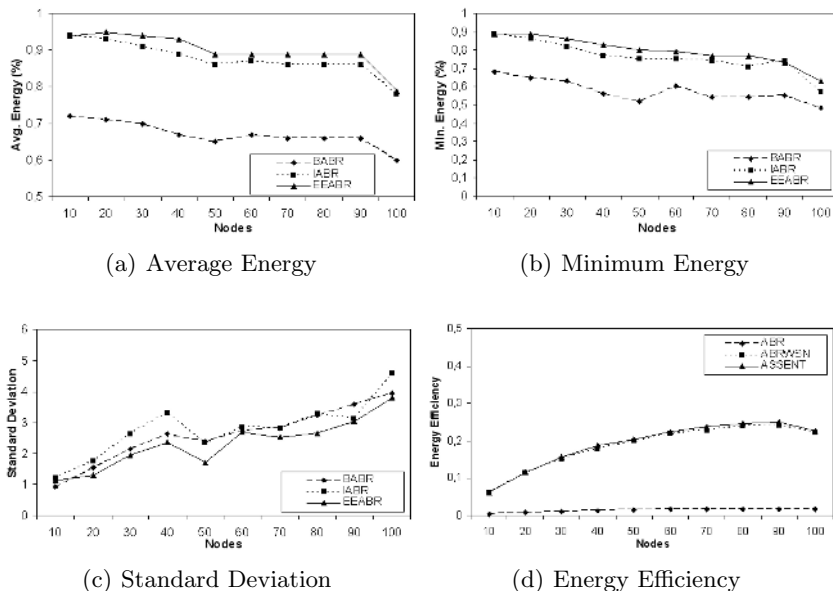 1
0,9
0,8
0,7
0,6
0,5
Avg. Energy (%)
10 20 30 40 50 60 70 80 90 100
Nodes
BABR
IABR
EEABR
(a) Average Energy
1
0,9
0,8
0,7
0,6
0,5
0,4
0,3
0,2
0,1
0
Min. Energy (%)
10 20 30 40 50 60 70 80 90 100
Nodes
BABR
IABR
EEABR
(b) Minimum Energy
6
5
4
3
2
1
0
Standard Deviation
10 20 30 40 50 60 70 80 90 100
Nodes
BABR
IABR
EEABR
(c) Standard Deviation
0,5
0,4
0,3
0,2
0,1
0
Energy Efficiency
10 20 30 40 50 60 70 80 90 100
Nodes
ABR
ABRWSN
ASSENT
(d) Energy Efficiency